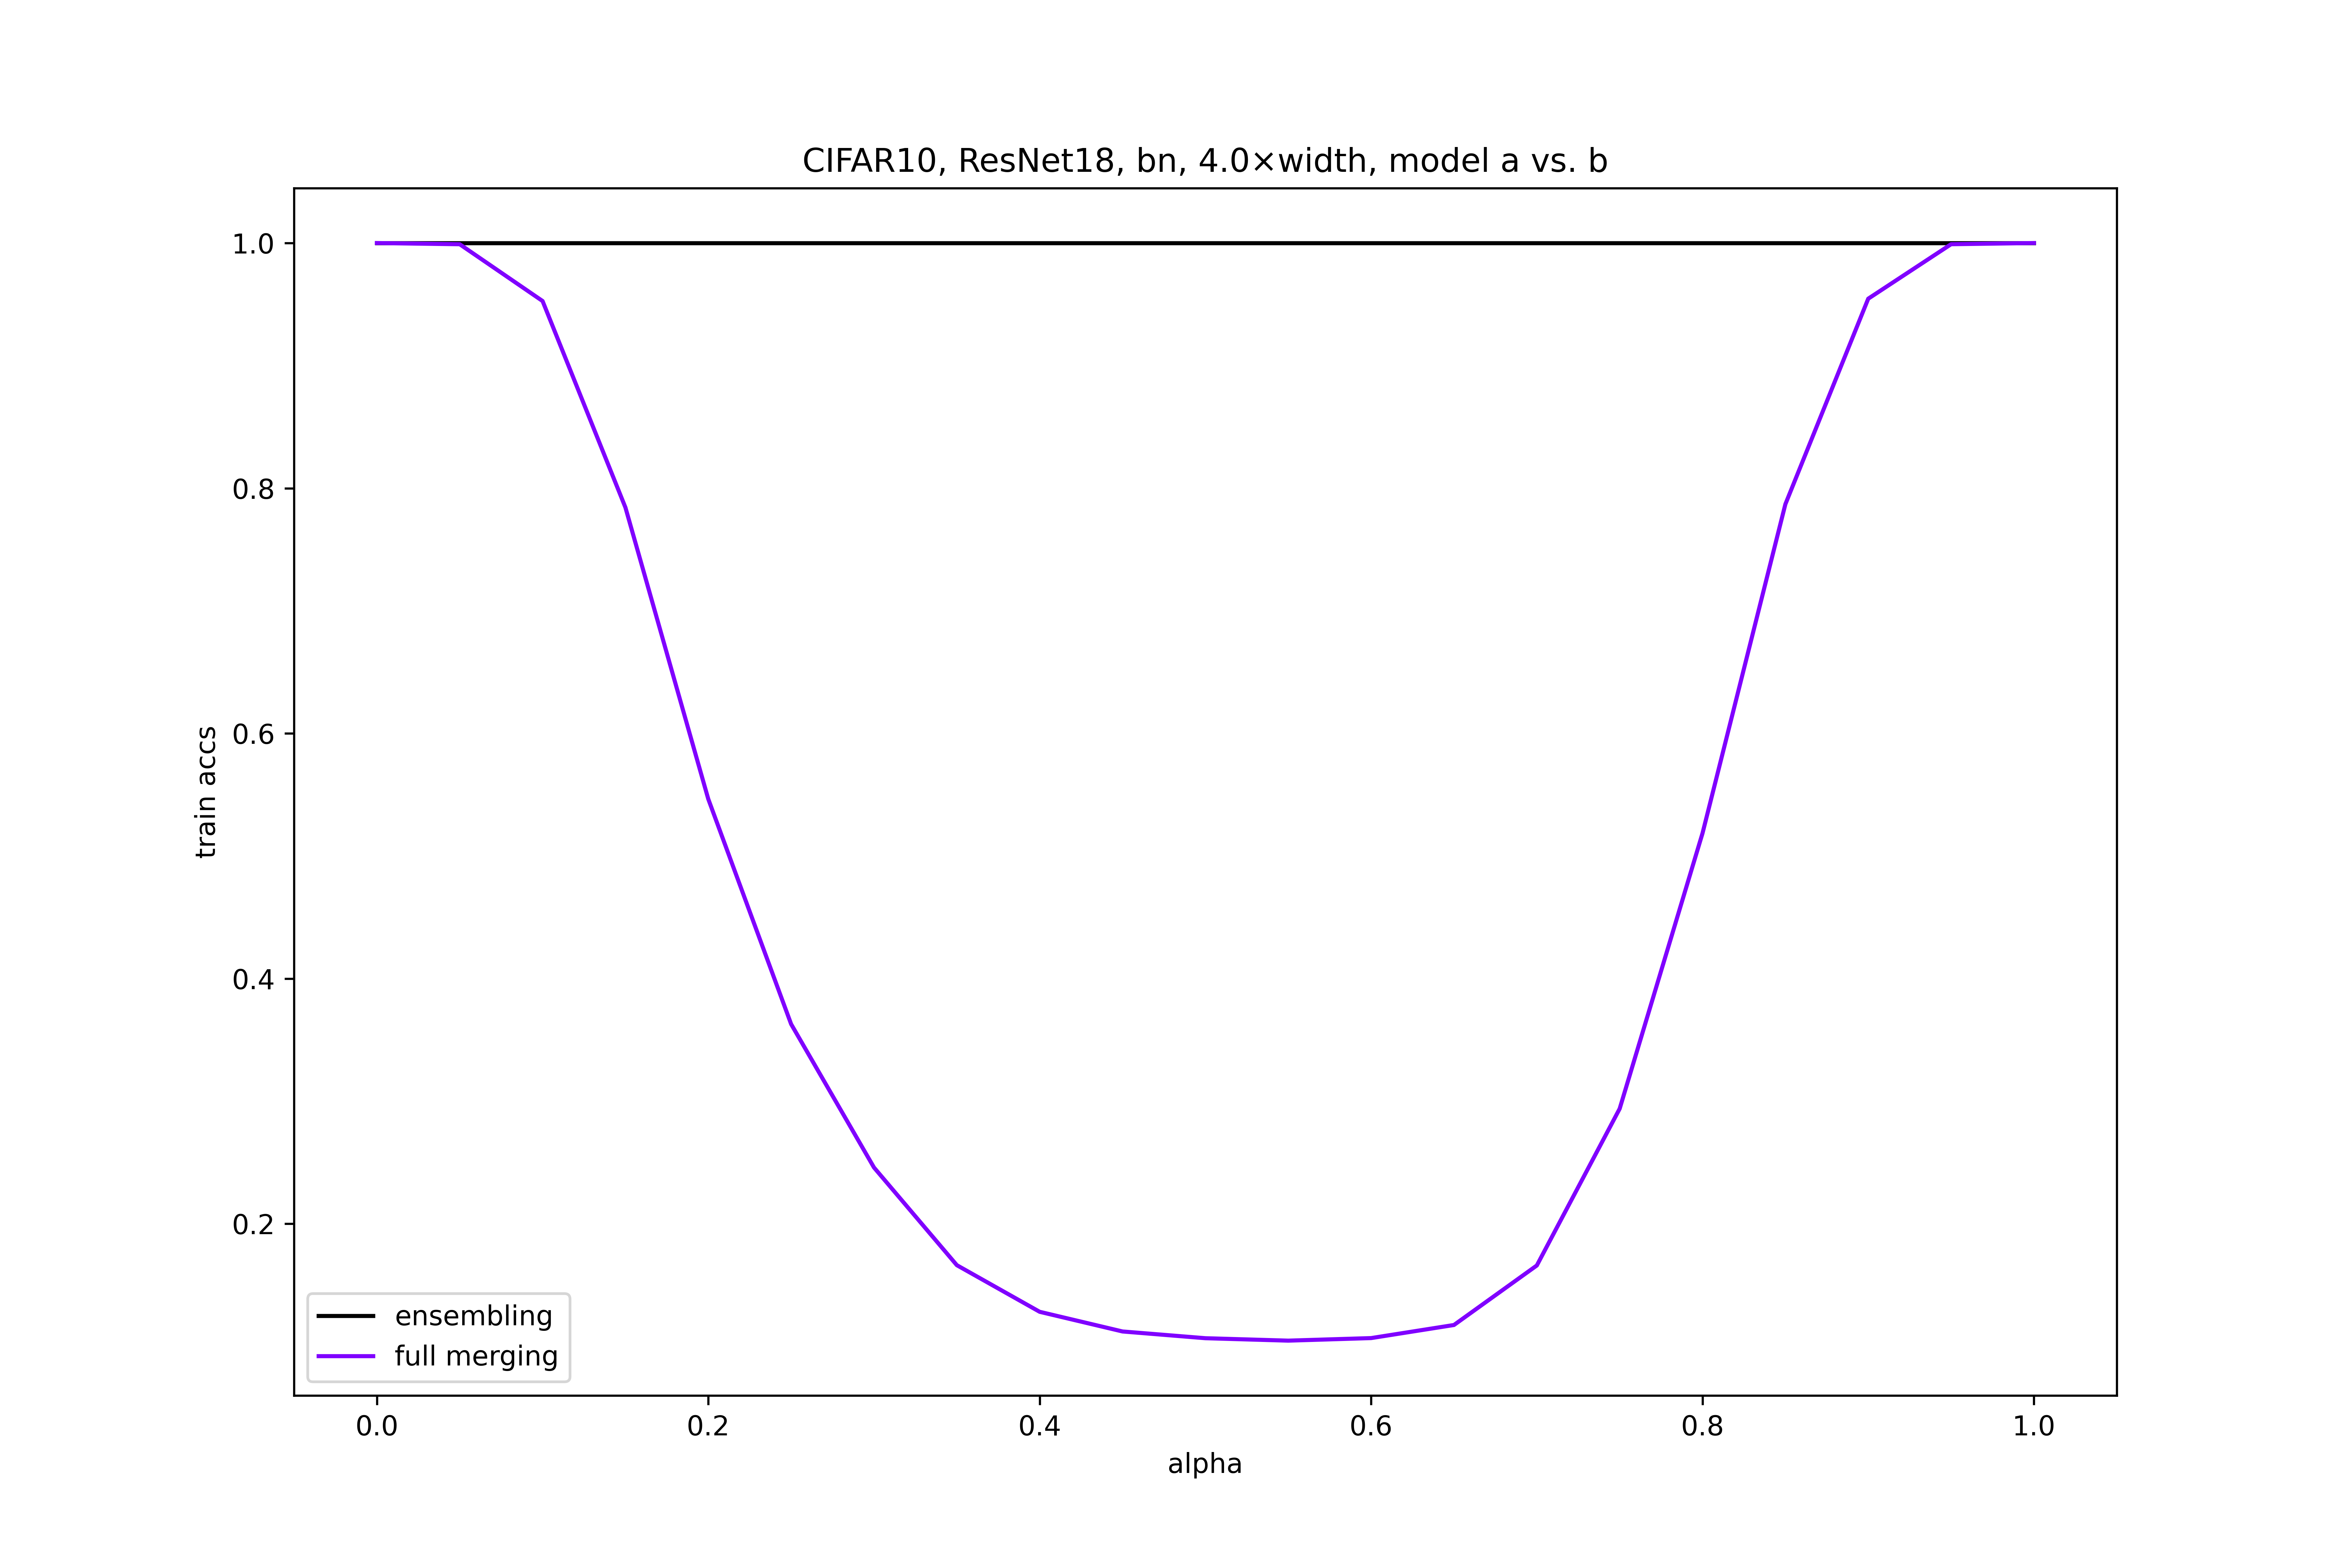 CIFAR10, ResNet18, bn, 4.0×width, model a vs. b
1.0
0.8
0.6
0.4
0.2
train accs
ensembling
full merging
0.0 0.2 0.4 0.6 0.8 1.0
alpha